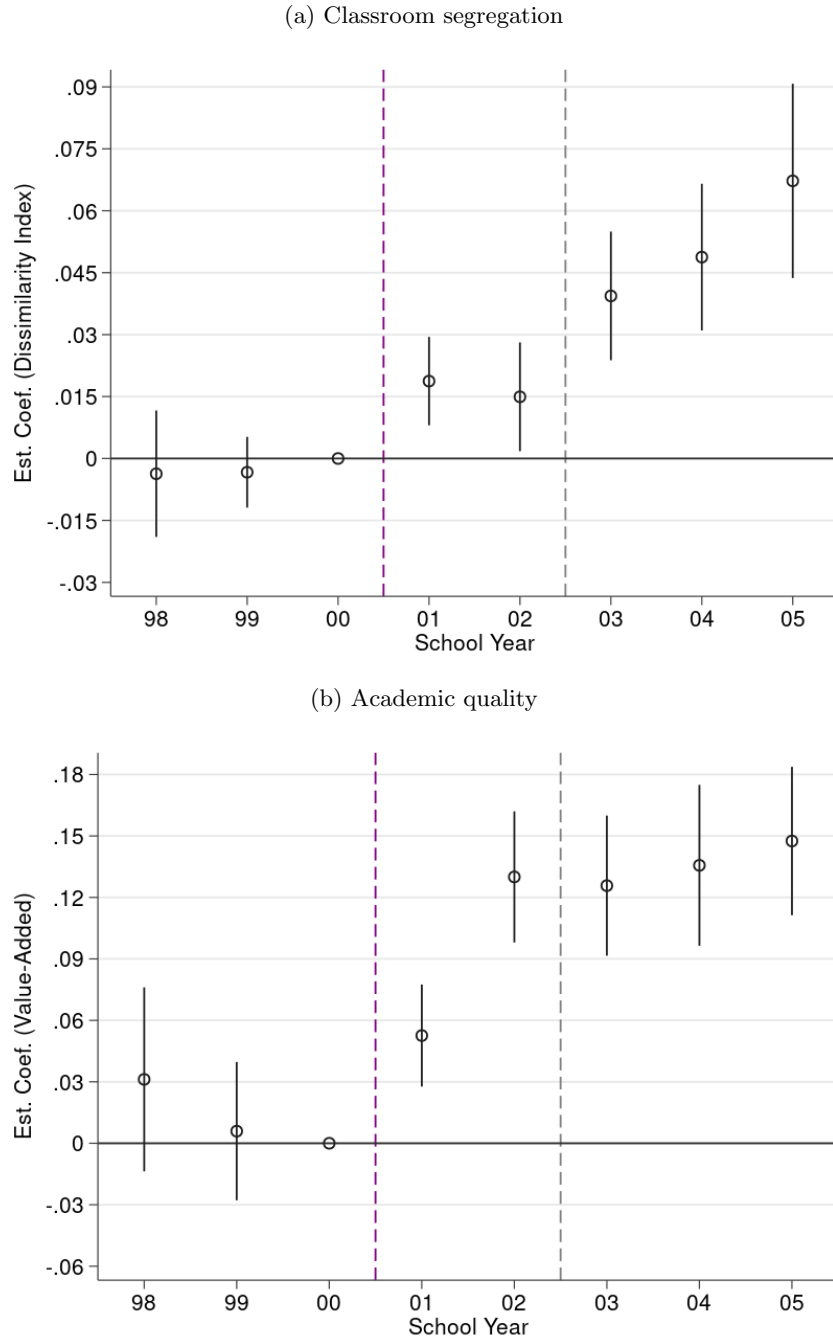 (a) Classroom segregation
Est. Coef. (Dissimilarity Index)
.09
.075
.06
.045
.03
.015
0
-.015
-.03
98 99 00 01 02 03 04 05
School Year
(b) Academic quality
Est. Coef. (Value-Added)
.18
.15
.12
.09
.06
.03
0
-.03
-.06
98 99 00 01 02 03 04 05
School Year